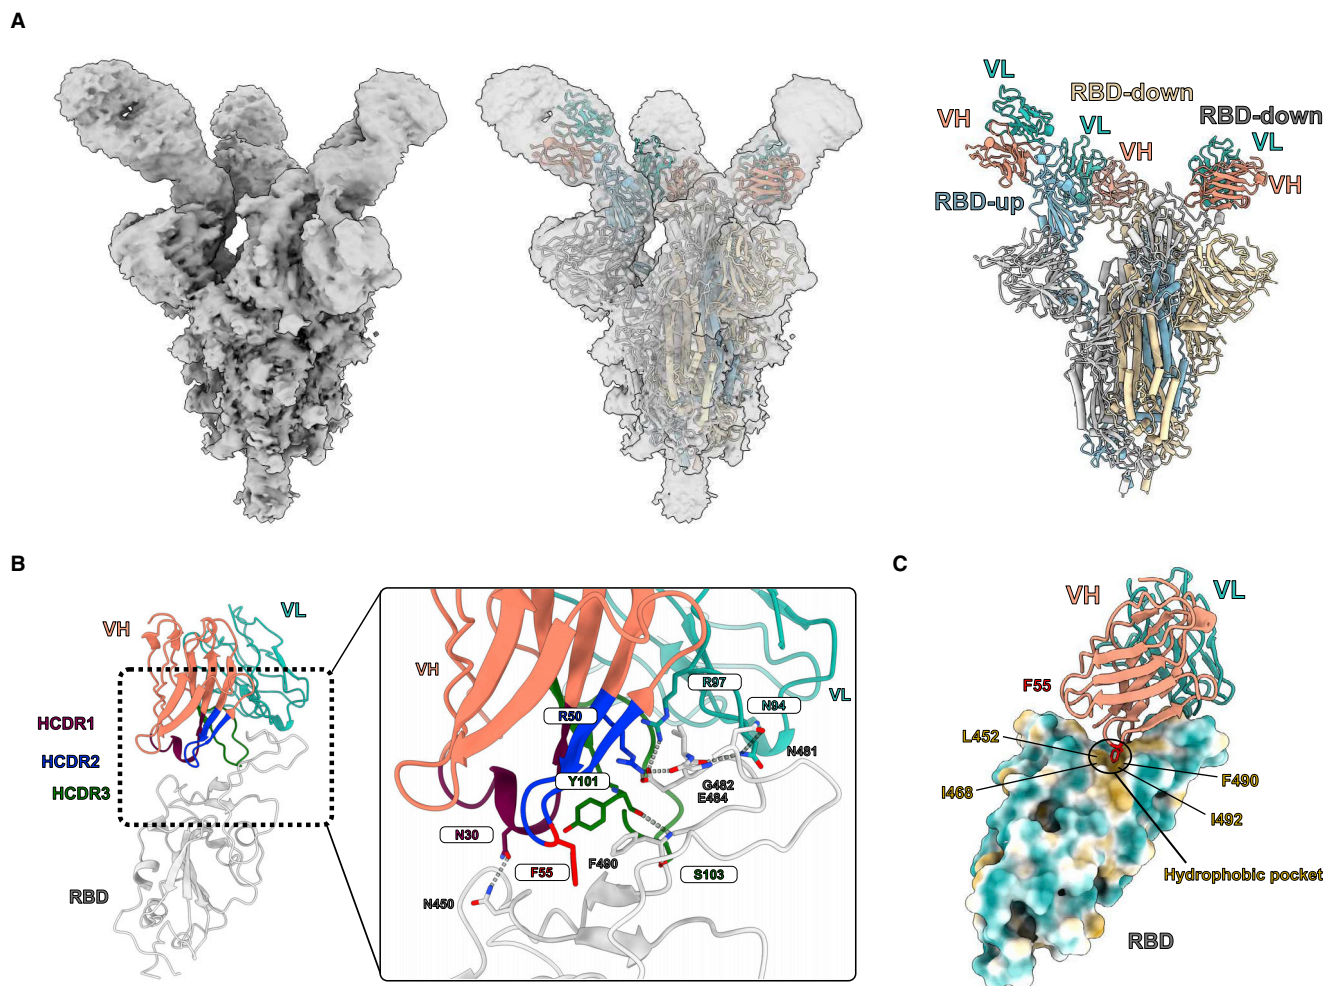 A
VL
RBD-down
RBD-down
VH
VL
VL
VH
VH
RBD-up
B
C
VL
VH
HCDR1
HCDR2
HCDR3
RBD
VH
R97
VL
R50
N94
N481
Y101
G482
E484
N30
F55
F490
S103
N450
VH
VL
F55
L452
F490
I468
I492
Hydrophobic pocket
RBD